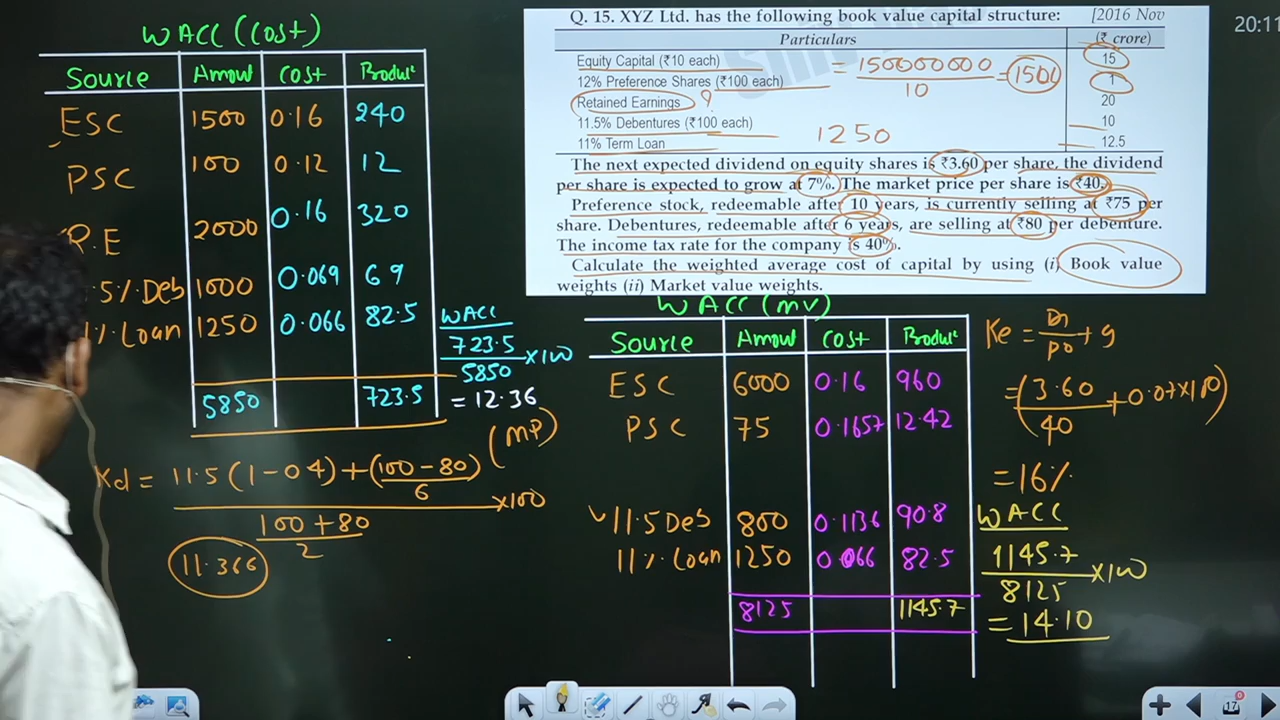 WACC (Cost)
Source Amout Cost Produc
ESC 1500 0.16 240
PSC 100 0.12 12
R.E 2000 0.16 320
5% Deb 1000 0.069 69
1% Loan 1250 0.066 82.5
5850 723.5
WACC
723.5
5850 ×100
= 12.36
Kd = 11.5 (1-0.4) + (100-80)
6
100+80
2
×100
(MP)
11.366
Q. 15. XYZ Ltd. has the following book value capital structure: [2016 Nov
Particulars (₹ crore)
Equity Capital (₹10 each) 15
12% Preference Shares (₹100 each) 1
Retained Earnings 20
11.5% Debentures (₹100 each) 10
11% Term Loan 12.5
= 150000000
10
1250
The next expected dividend on equity shares is ₹3.60 per share, the dividend
per share is expected to grow at 7%. The market price per share is ₹40.
Preference stock, redeemable after 10 years, is currently selling at ₹75 per
share. Debentures, redeemable after 6 years, are selling at ₹80 per debenture.
The income tax rate for the company is 40%.
Calculate the weighted average cost of capital by using (i) Book value
weights (ii) Market value weights.
WACC (mv)
Source Amout Cost Produc
ESC 6000 0.16 960
PSC 75 0.1657 12.42
11.5 Deb 800 0.1136 90.8
11% Loan 1250 0.066 82.5
8125 1145.7
Ke = D1
P0 + g
= (3.60
40 + 0.07×100)
= 16%
WACC
1145.7
8125 ×100
= 14.10
20:11
17